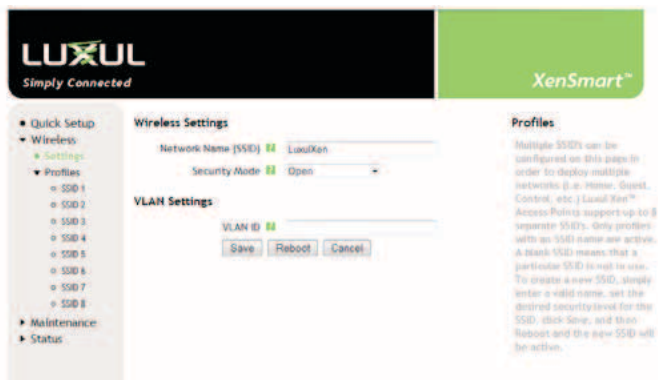 LUXUL
Simply Connected
XenSmart™
Quick Setup
Wireless
Settings
Profiles
SSID 1
SSID 2
SSID 3
SSID 4
SSID 5
SSID 6
SSID 7
SSID 8
Maintenance
Status
Wireless Settings
Network Name (SSID) LuxulXen
Security Mode Open
VLAN Settings
VLAN ID
Save Reboot Cancel
Profiles
Multiple SSID's can be
configured on this page in
order to deploy multiple
networks (i.e. Home, Guest,
Control, etc.) Luxul Xen™
Access Points support up to 8
separate SSID's. Only profiles
with an SSID name are active.
A blank SSID means that a
particular SSID is not in use.
To create a new SSID, simply
enter a valid name, set the
desired security level for the
SSID, click Save, and then
Reboot and the new SSID will
be active.